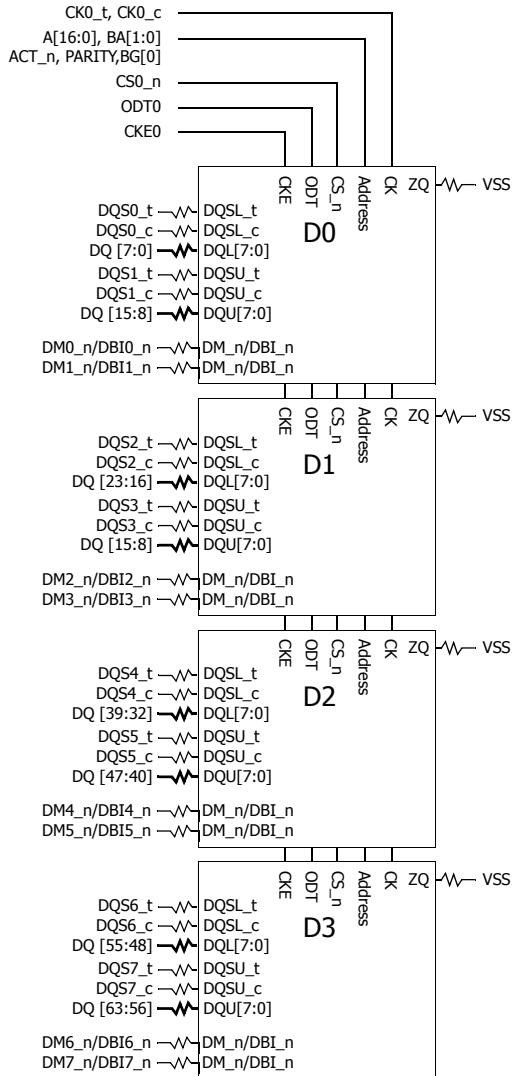 CK0_t, CK0_c
A[16:0], BA[1:0]
ACT_n, PARITY,BG[0]
CS0_n
ODT0
CKE0
CKE ODT CS_n Address CK ZQ VSS
D0
DQS0_t DQSL_t
DQS0_c DQSL_c
DQ [7:0] DQL[7:0]
DQS1_t DQSU_t
DQS1_c DQSU_c
DQ [15:8] DQU[7:0]
DM0_n/DBI0_n DM_n/DBI_n
DM1_n/DBI1_n DM_n/DBI_n
CKE ODT CS_n Address CK ZQ VSS
D1
DQS2_t DQSL_t
DQS2_c DQSL_c
DQ [23:16] DQL[7:0]
DQS3_t DQSU_t
DQS3_c DQSU_c
DQ [15:8] DQU[7:0]
DM2_n/DBI2_n DM_n/DBI_n
DM3_n/DBI3_n DM_n/DBI_n
CKE ODT CS_n Address CK ZQ VSS
D2
DQS4_t DQSL_t
DQS4_c DQSL_c
DQ [39:32] DQL[7:0]
DQS5_t DQSU_t
DQS5_c DQSU_c
DQ [47:40] DQU[7:0]
DM4_n/DBI4_n DM_n/DBI_n
DM5_n/DBI5_n DM_n/DBI_n
CKE ODT CS_n Address CK ZQ VSS
D3
DQS6_t DQSL_t
DQS6_c DQSL_c
DQ [55:48] DQL[7:0]
DQS7_t DQSU_t
DQS7_c DQSU_c
DQ [63:56] DQU[7:0]
DM6_n/DBI6_n DM_n/DBI_n
DM7_n/DBI7_n DM_n/DBI_n